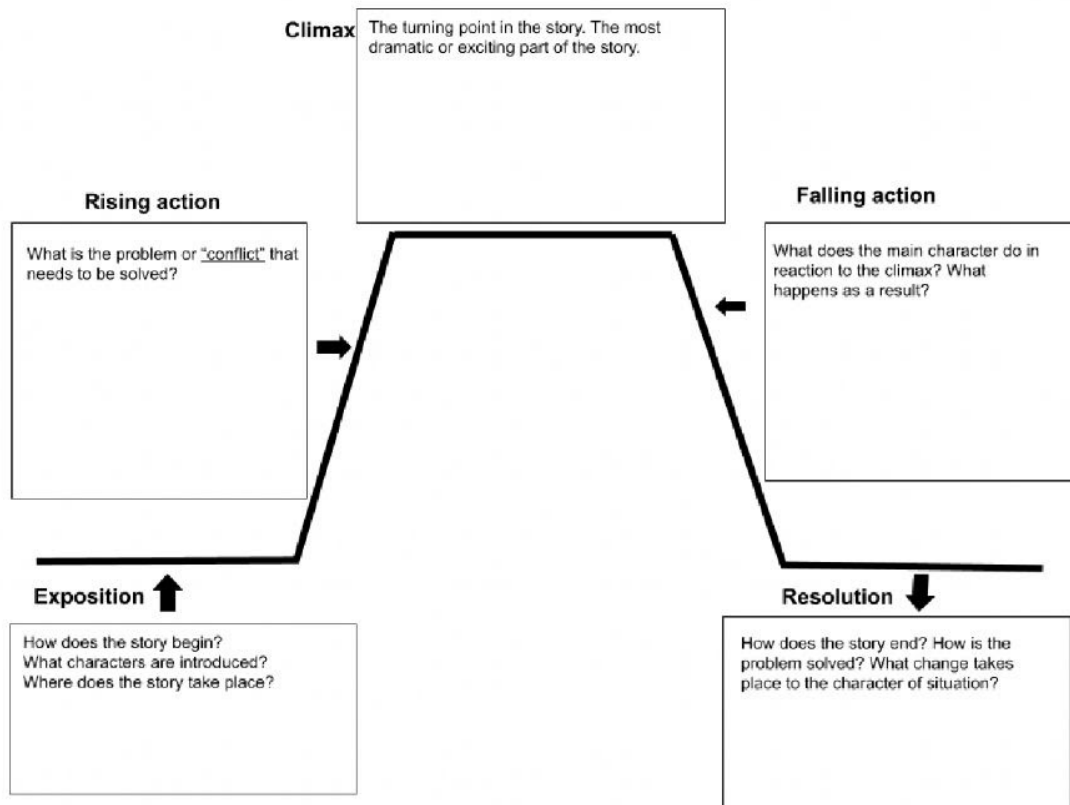 Climax
The turning point in the story. The most
dramatic or exciting part of the story.
Rising action
What is the problem or "conflict" that
needs to be solved?
Falling action
What does the main character do in
reaction to the climax? What
happens as a result?
Exposition
How does the story begin?
What characters are introduced?
Where does the story take place?
Resolution
How does the story end? How is the
problem solved? What change takes
place to the character of situation?